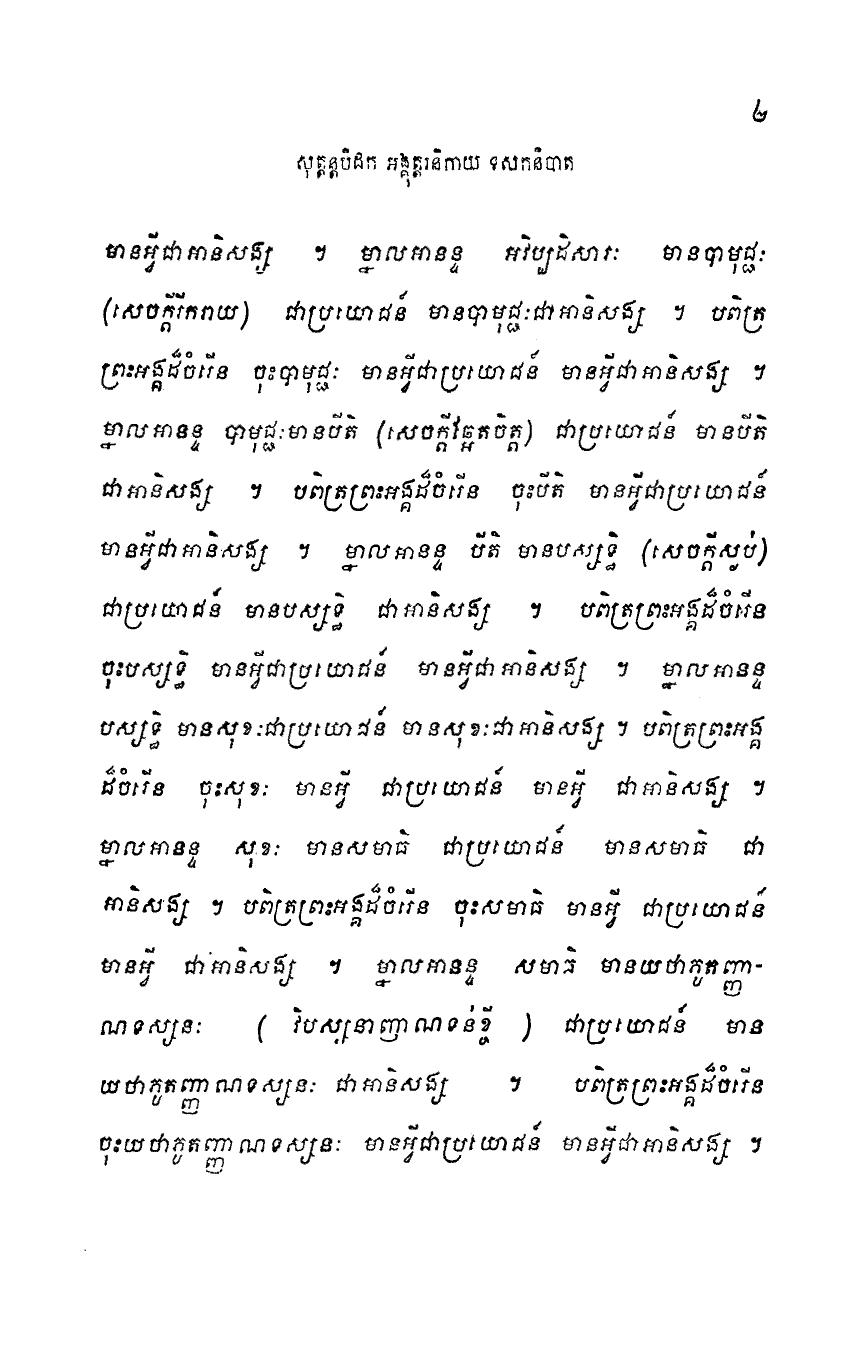 ២
សុត្តន្តបិដក អង្គុត្តរនិកាយ ទសកនិបាត
មានអ្វីជាអានិសង្ស ។ ម្នាលអានន្ទ អវិប្បដិសារៈ មានបាមុជ្ជៈ
(សេចក្តីរីករាយ) ជាប្រយោជន៍ មានបាមុជ្ជៈជាអានិសង្ស ។ បពិត្រ
ព្រះអង្គដ៏ចំរើន ចុះបាមុជ្ជៈ មានអ្វីជាប្រយោជន៍ មានអ្វីជាអានិសង្ស ។
ម្នាលអានន្ទ បាមុជ្ជៈមានបីតិ (សេចក្តីឆ្អែតចិត្ត) ជាប្រយោជន៍ មានបីតិ
ជាអានិសង្ស ។ បពិត្រព្រះអង្គដ៏ចំរើន ចុះបីតិ មានអ្វីជាប្រយោជន៍
មានអ្វីជាអានិសង្ស ។ ម្នាលអានន្ទ បីតិ មានបស្សទ្ធិ (សេចក្តីស្ងប់)
ជាប្រយោជន៍ មានបស្សទ្ធិ ជាអានិសង្ស ។ បពិត្រព្រះអង្គដ៏ចំរើន
ចុះបស្សទ្ធិ មានអ្វីជាប្រយោជន៍ មានអ្វីជាអានិសង្ស ។ ម្នាលអានន្ទ
បស្សទ្ធិ មានសុខៈជាប្រយោជន៍ មានសុខៈជាអានិសង្ស ។ បពិត្រព្រះអង្គ
ដ៏ចំរើន ចុះសុខៈ មានអ្វី ជាប្រយោជន៍ មានអ្វី ជាអានិសង្ស ។
ម្នាលអានន្ទ សុខៈ មានសមាធិ ជាប្រយោជន៍ មានសមាធិ ជា
អានិសង្ស ។ បពិត្រព្រះអង្គដ៏ចំរើន ចុះសមាធិ មានអ្វី ជាប្រយោជន៍
មានអ្វី ជាអានិសង្ស ។ ម្នាលអានន្ទ សមាធិ មានយថាភូតញ្ញា-
ណទស្សនៈ ( វិបស្សនាញាណទន់ខ្ចី ) ជាប្រយោជន៍ មាន
យថាភូតញ្ញាណទស្សនៈ ជាអានិសង្ស ។ បពិត្រព្រះអង្គដ៏ចំរើន
ចុះយថាភូតញ្ញាណទស្សនៈ មានអ្វីជាប្រយោជន៍ មានអ្វីជាអានិសង្ស ។